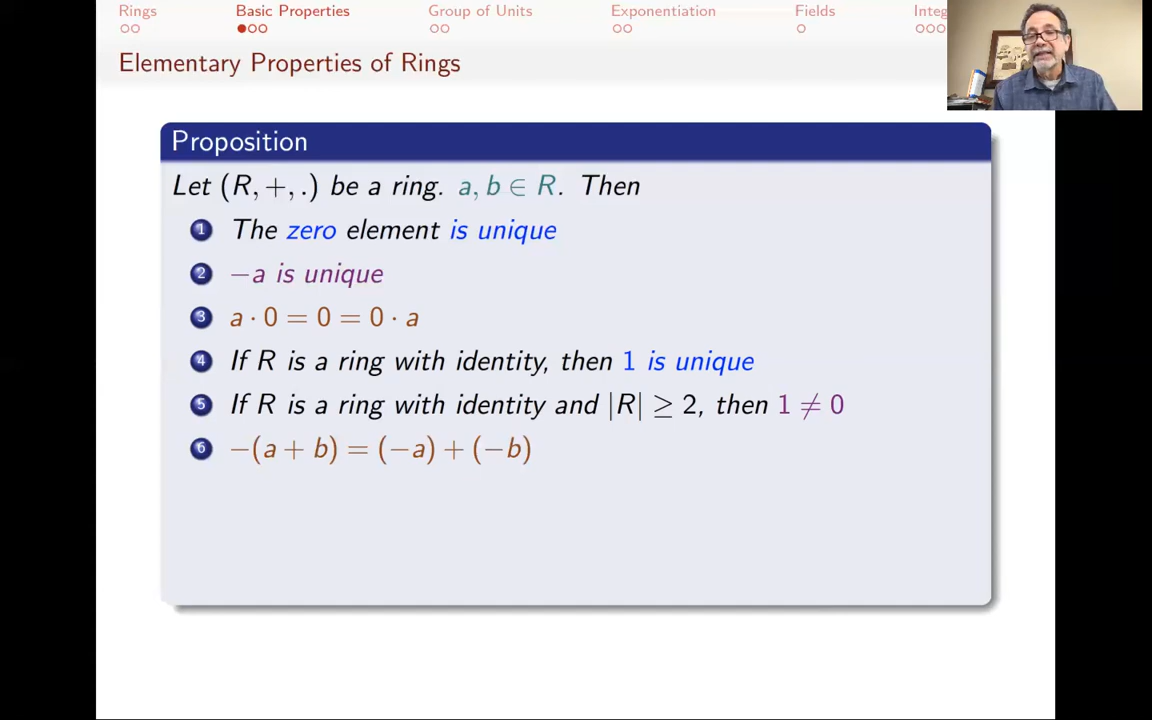 Rings Basic Properties Group of Units Exponentiation Fields Integ
Elementary Properties of Rings
Proposition
Let (R, +, .) be a ring. a, b ∈ R. Then
1 The zero element is unique
2 −a is unique
3 a · 0 = 0 = 0 · a
4 If R is a ring with identity, then 1 is unique
5 If R is a ring with identity and |R| ≥ 2, then 1 ≠ 0
6 −(a + b) = (−a) + (−b)